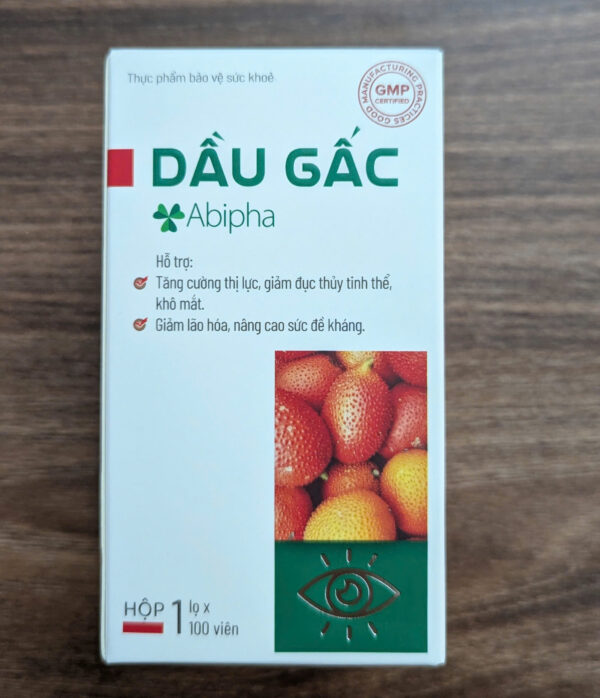 Thực phẩm bảo vệ sức khoẻ
GOOD MANUFACTURING PRACTICES
GMP
CERTIFIED
DẦU GẤC
Abipha
Hỗ trợ:
Tăng cường thị lực, giảm đục thủy tinh thể,
khô mắt.
Giảm lão hóa, nâng cao sức đề kháng.
HỘP 1 lọ x
100 viên